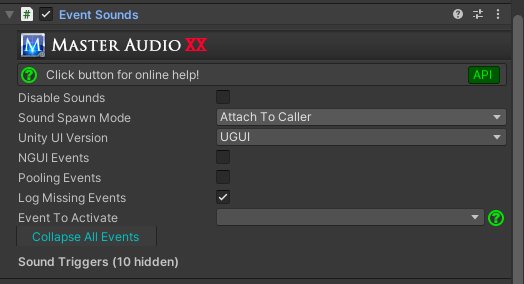 # Event Sounds
M MASTER AUDIO XX
? Click button for online help! API
Disable Sounds
Sound Spawn Mode Attach To Caller
Unity UI Version UGUI
NGUI Events
Pooling Events
Log Missing Events
Event To Activate ?
Collapse All Events
Sound Triggers (10 hidden)